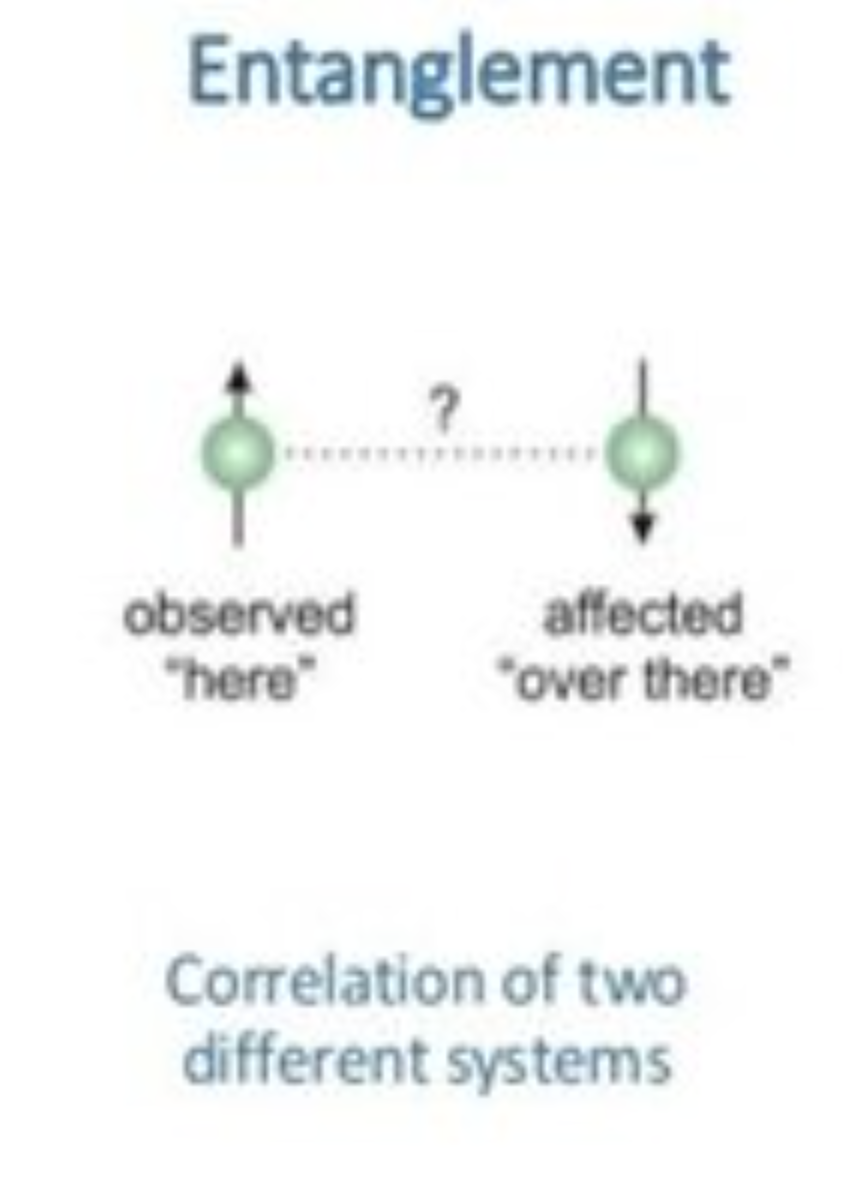 Entanglement
?
observed
“here”
affected
“over there”
Correlation of two
different systems